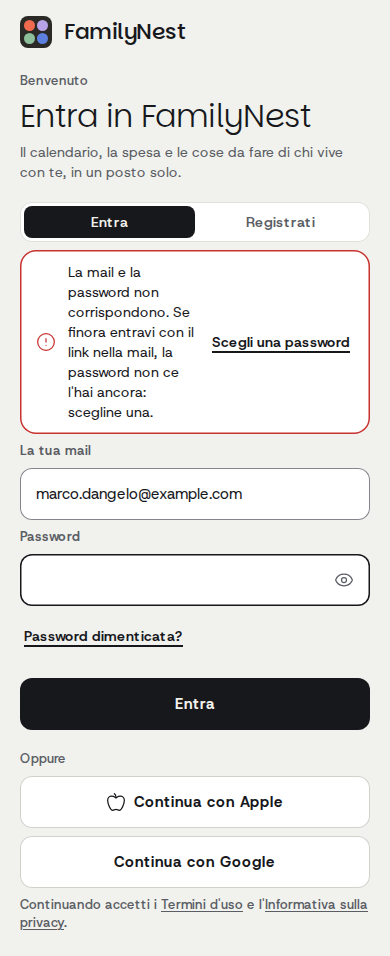 FamilyNest
Benvenuto
Entra in FamilyNest
Il calendario, la spesa e le cose da fare di chi vive
con te, in un posto solo.
Entra
Registrati
La mail e la
password non
corrispondono. Se
finora entravi con il
link nella mail, la
password non ce
l'hai ancora:
scegline una.
Scegli una password
La tua mail
marco.dangelo@example.com
Password
Password dimenticata?
Entra
Oppure
Continua con Apple
Continua con Google
Continuando accetti i Termini d'uso e l'Informativa sulla
privacy.